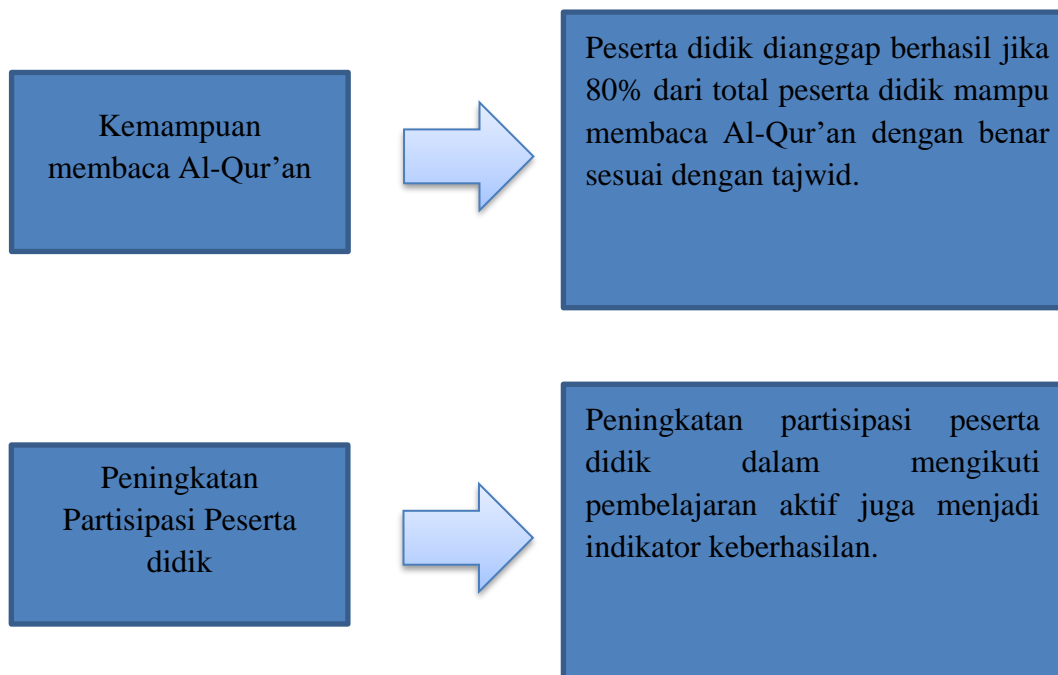 Kemampuan
membaca Al-Qur’an
Peserta didik dianggap berhasil jika
80% dari total peserta didik mampu
membaca Al-Qur’an dengan benar
sesuai dengan tajwid.
Peningkatan
Partisipasi Peserta
didik
Peningkatan partisipasi peserta
didik dalam mengikuti
pembelajaran aktif juga menjadi
indikator keberhasilan.